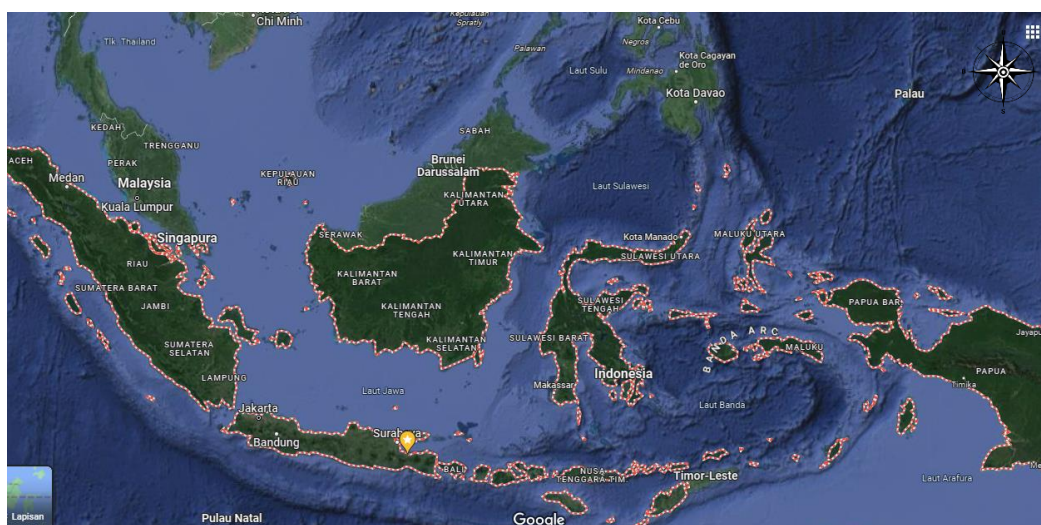 Chi Minh
Kepulauan
Spratly
Kota Cebu
Tlk. Thailand
Negros
Palawan
Kota Cagayan
de Oro
Laut Sulu
Mindanao
Kota Davao
Palau
KEDAH
TRENGGANU
SABAH
ACEH
PERAK
Brunei
Darussalam
Medan
Malaysia
KEPULAUAN
RIAU
Laut Sulawesi
KALIMANTAN
UTARA
Kuala Lumpur
Singapura
SERAWAK
Kota Manado
MALUKU UTARA
SULAWESI UTARA
RIAU
KALIMANTAN
TIMUR
KALIMANTAN
BARAT
SUMATERA BARAT
SULAWESI
TENGAH
PAPUA BAR
JAMBI
KALIMANTAN
TENGAH
BANDA ARC
Jayapu
SULAWESI BARAT
KALIMANTAN
SELATAN
SUMATERA
SELATAN
MALUKU
LAMPUNG
Indonesia
PAPUA
Makassar
Timika
Laut Jawa
Laut Banda
Jakarta
Surabaya
Bandung
BALI
NUSA
TENGGARA TIM.
Timor-Leste
Laut Arafura
Lapisan
Pulau Natal
Google